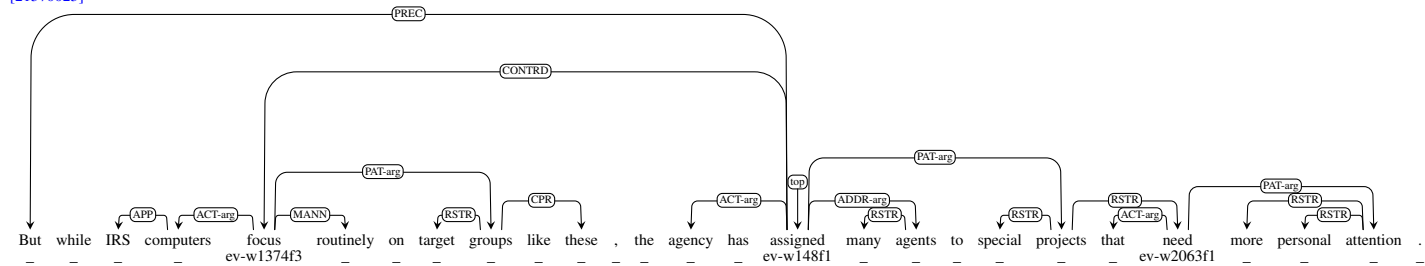 PREC
CONTRD
PAT-arg
PAT-arg top PAT-arg
APP ACT-arg MANN RSTR CPR ACT-arg ADDR-arg RSTR RSTR
RSTR RSTR ACT-arg RSTR
But while IRS computers focus routinely on target groups like these , the agency has assigned many agents to special projects that need more personal attention .
_ _ _ _ ev-w1374f3 _ _ _ _ _ _ _ _ _ _ ev-w148f1 _ _ _ _ _ _ ev-w2063f1 _ _ _ _